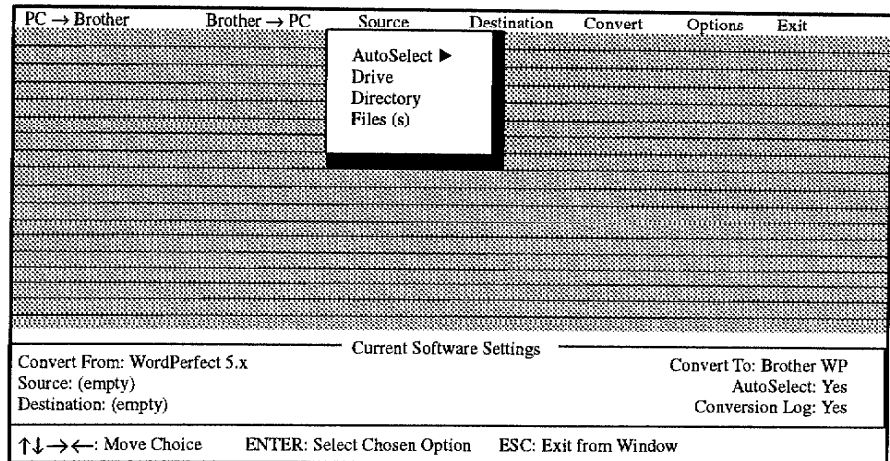 PC → Brother Brother → PC Source Destination Convert Options Exit
AutoSelect ▶
Drive
Directory
Files (s)
Current Software Settings
Convert From: WordPerfect 5.x Convert To: Brother WP
Source: (empty) AutoSelect: Yes
Destination: (empty) Conversion Log: Yes
↑↓→←: Move Choice ENTER: Select Chosen Option ESC: Exit from Window